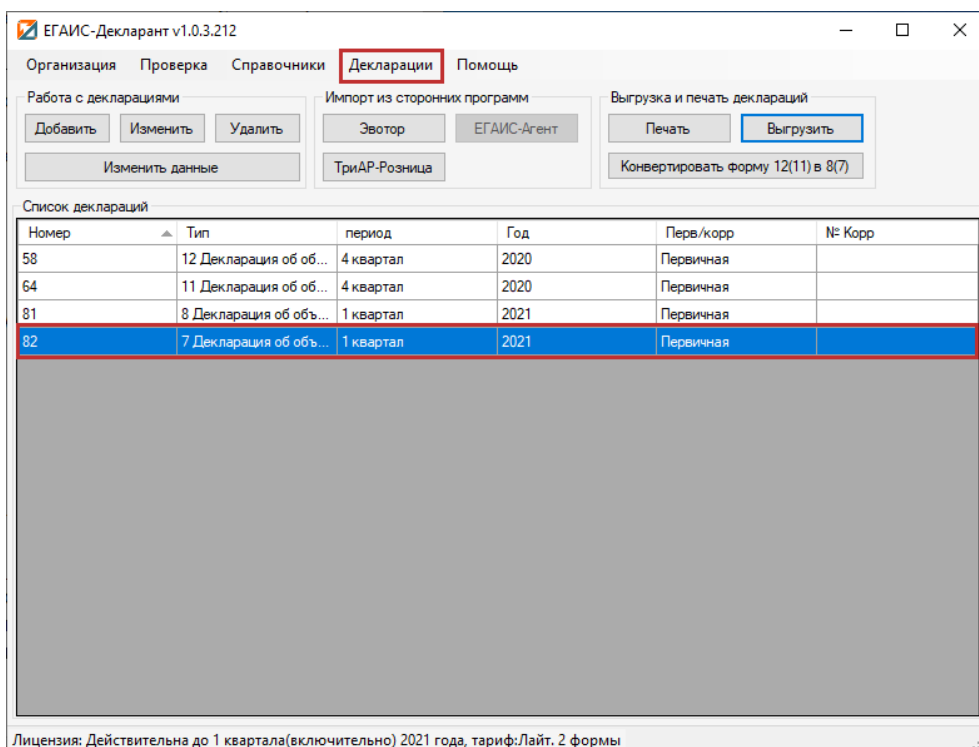 ЕГАИС-Декларант v1.0.3.212
Организация Проверка Справочники Декларации Помощь
Работа с декларациями Импорт из сторонних программ Выгрузка и печать деклараций
Добавить Изменить Удалить Эвотор ЕГАИС-Агент Печать Выгрузить
Изменить данные ТриАР-Розница Конвертировать форму 12(11) в 8(7)
Список деклараций
Номер Тип период Год Перв/корр № Корр
58 12 Декларация об об... 4 квартал 2020 Первичная
64 11 Декларация об об... 4 квартал 2020 Первичная
81 8 Декларация об объ... 1 квартал 2021 Первичная
82 7 Декларация об объ... 1 квартал 2021 Первичная
Лицензия: Действительна до 1 квартала(включительно) 2021 года, тариф:Лайт. 2 формы